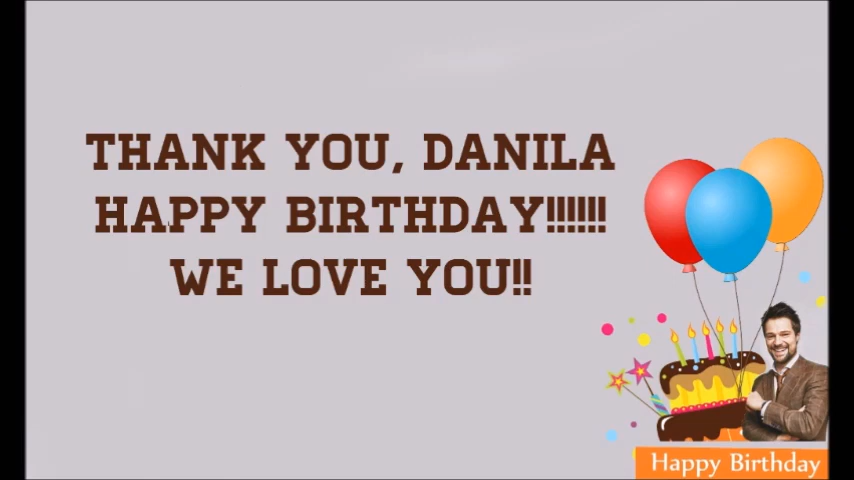 THANK YOU, DANILA
HAPPY BIRTHDAY!!!!!!
WE LOVE YOU!!
Happy Birthday